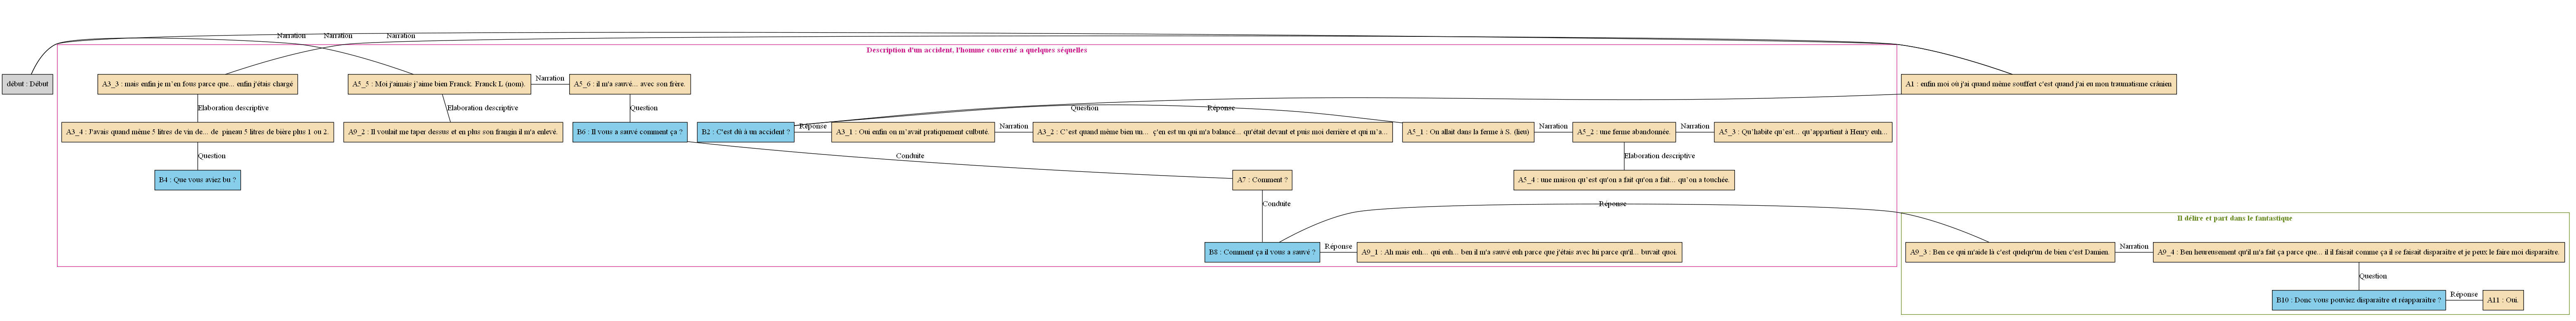 Narration
Narration
Narration
Description d'un accident, l'homme concerné a quelques séquelles
début : Début
A3_3 : mais enfin je m'en fous parce que... enfin j'étais chargé
A5_5 : Moi j'aimais j'aime bien Franck. Franck L (nom).
Narration
A5_6 : il m'a sauvé... avec son frère.
A1 : enfin moi où j'ai quand même souffert c'est quand j'ai eu mon traumatisme crânien
Elaboration descriptive
Elaboration descriptive
Question
Question
Réponse
A3_4 : J'avais quand même 5 litres de vin de... de  pineau 5 litres de bière plus 1 ou 2.
A9_2 : Il voulait me taper dessus et en plus son frangin il m'a enlevé.
B6 : Il vous a sauvé comment ça ?
B2 : C'est dû à un accident ?
Réponse
A3_1 : Oui enfin on m'avait pratiquement culbuté.
Narration
A3_2 : C'est quand même bien un...  ç'en est un qui m'a balancé... qu'était devant et puis moi derrière et qui m'a...
A5_1 : On allait dans la ferme à S. (lieu)
Narration
A5_2 : une ferme abandonnée.
Narration
A5_3 : Qu'habite qu'est... qu'appartient à Henry euh...
Question
Conduite
Elaboration descriptive
B4 : Que vous aviez bu ?
A7 : Comment ?
A5_4 : une maison qu'est qu'on a fait qu'on a fait... qu'on a touchée.
Conduite
Réponse
Il délire et part dans le fantastique
B8 : Comment ça il vous a sauvé ?
Réponse
A9_1 : Ah mais euh... qui euh... ben il m'a sauvé euh parce que j'étais avec lui parce qu'il... buvait quoi.
A9_3 : Ben ce qui m'aide là c'est quelqu'un de bien c'est Damien.
Narration
A9_4 : Ben heureusement qu'il m'a fait ça parce que... il il faisait comme ça il se faisait disparaître et je peux le faire moi disparaître.
Question
B10 : Donc vous pouviez disparaître et réapparaître ?
Réponse
A11 : Oui.